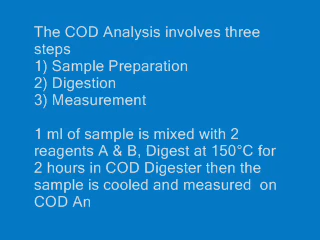 The COD Analysis involves three
steps
1) Sample Preparation
2) Digestion
3) Measurement
1 ml of sample is mixed with 2
reagents A & B, Digest at 150°C for
2 hours in COD Digester then the
sample is cooled and measured  on
COD An